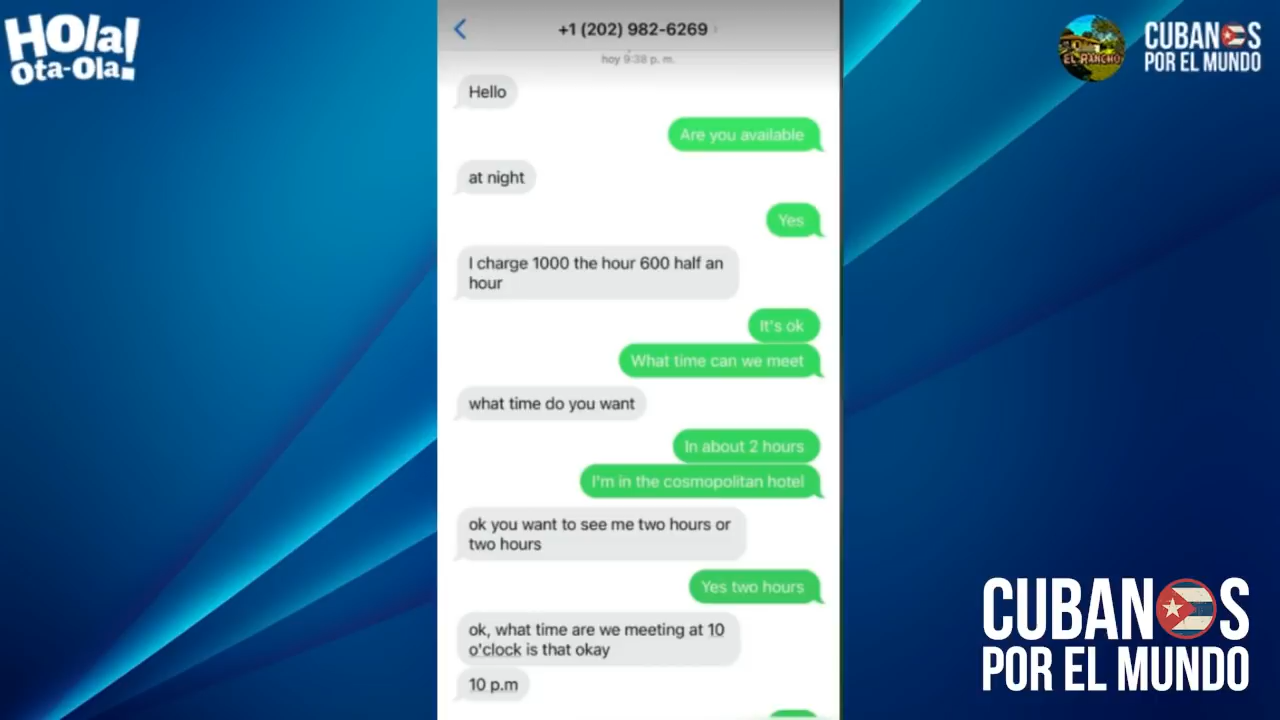 HOla!
Ota-Ola!
EL RANCHO
CUBANOS
POR EL MUNDO
+1 (202) 982-6269
hoy 9:38 p. m.
Hello
Are you available
at night
Yes
I charge 1000 the hour 600 half an
hour
It's ok
What time can we meet
what time do you want
In about 2 hours
I'm in the cosmopolitan hotel
ok you want to see me two hours or
two hours
Yes two hours
ok, what time are we meeting at 10
o'clock is that okay
10 p.m
CUBANOS
POR EL MUNDO